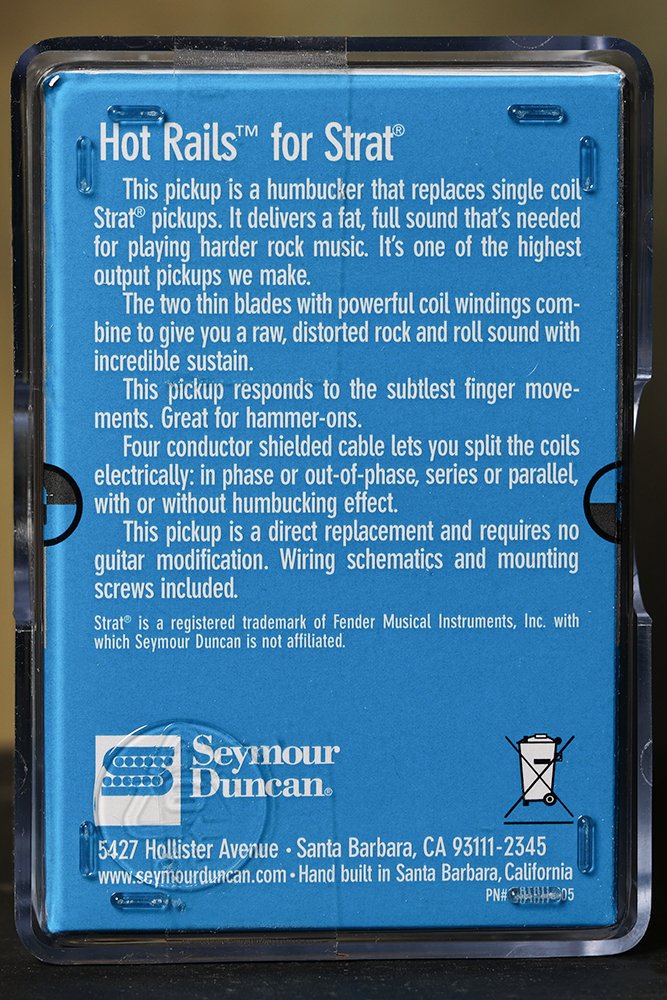 Hot Rails™ for Strat®
This pickup is a humbucker that replaces single coil
Strat® pickups. It delivers a fat, full sound that's needed
for playing harder rock music. It's one of the highest
output pickups we make.
The two thin blades with powerful coil windings com-
bine to give you a raw, distorted rock and roll sound with
incredible sustain.
This pickup responds to the subtlest finger move-
ments. Great for hammer-ons.
Four conductor shielded cable lets you split the coils
electrically: in phase or out-of-phase, series or parallel,
with or without humbucking effect.
This pickup is a direct replacement and requires no
guitar modification. Wiring schematics and mounting
screws included.
Strat® is a registered trademark of Fender Musical Instruments, Inc. with
which Seymour Duncan is not affiliated.
Seymour
Duncan®
5427 Hollister Avenue • Santa Barbara, CA 93111-2345
www.seymourduncan.com • Hand built in Santa Barbara, California
PN#